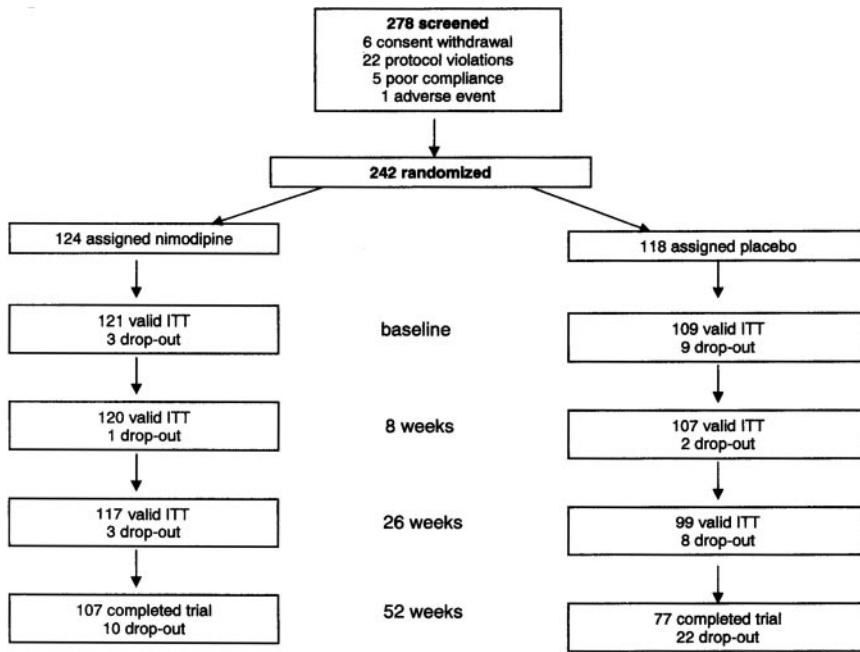 278 screened
6 consent withdrawal
22 protocol violations
5 poor compliance
1 adverse event
242 randomized
124 assigned nimodipine
118 assigned placebo
121 valid ITT
3 drop-out
baseline
109 valid ITT
9 drop-out
120 valid ITT
1 drop-out
8 weeks
107 valid ITT
2 drop-out
117 valid ITT
3 drop-out
26 weeks
99 valid ITT
8 drop-out
107 completed trial
10 drop-out
52 weeks
77 completed trial
22 drop-out